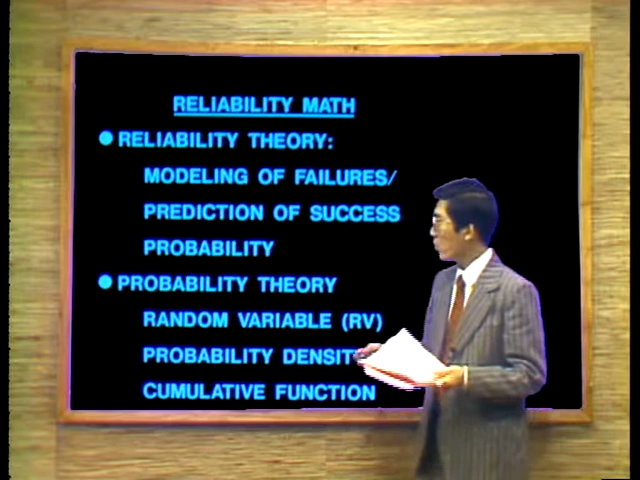 RELIABILITY MATH
● RELIABILITY THEORY:
MODELING OF FAILURES/
PREDICTION OF SUCCESS
PROBABILITY
● PROBABILITY THEORY
RANDOM VARIABLE (RV)
PROBABILITY DENSIT
CUMULATIVE FUNCTION